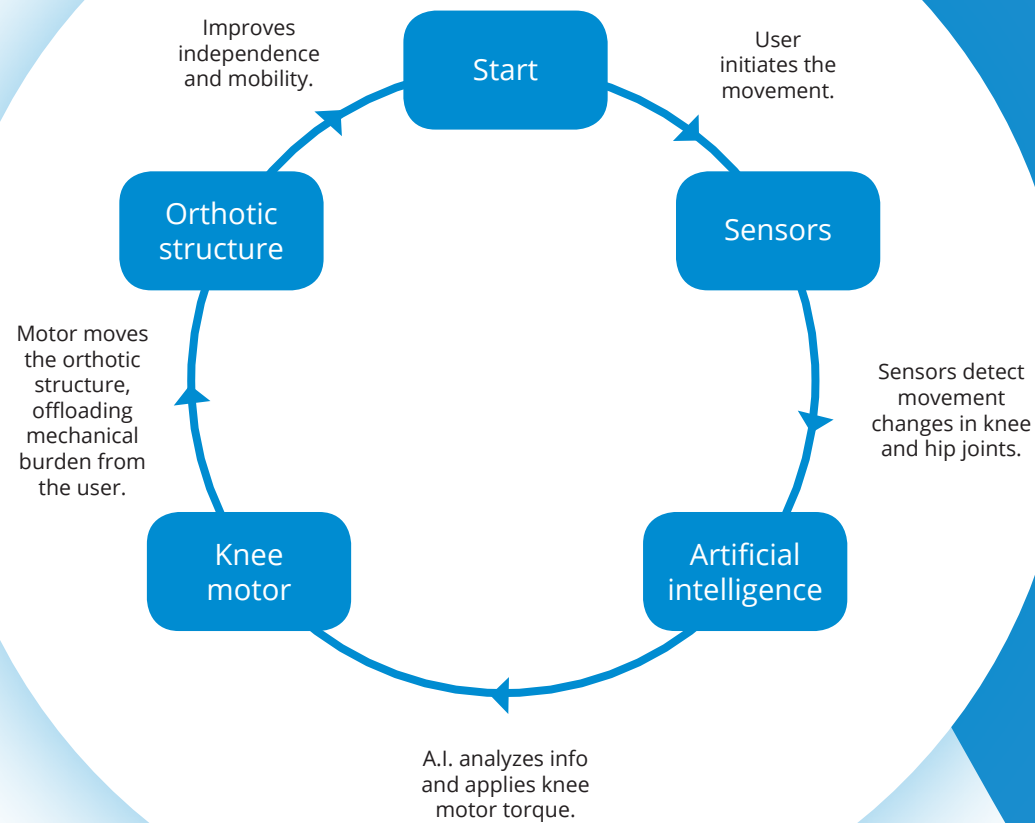 Start
User
initiates the
movement.
Sensors
Sensors detect
movement
changes in knee
and hip joints.
Artificial
intelligence
A.I. analyzes info
and applies knee
motor torque.
Knee
motor
Motor moves
the orthotic
structure,
offloading
mechanical
burden from
the user.
Orthotic
structure
Improves
independence
and mobility.